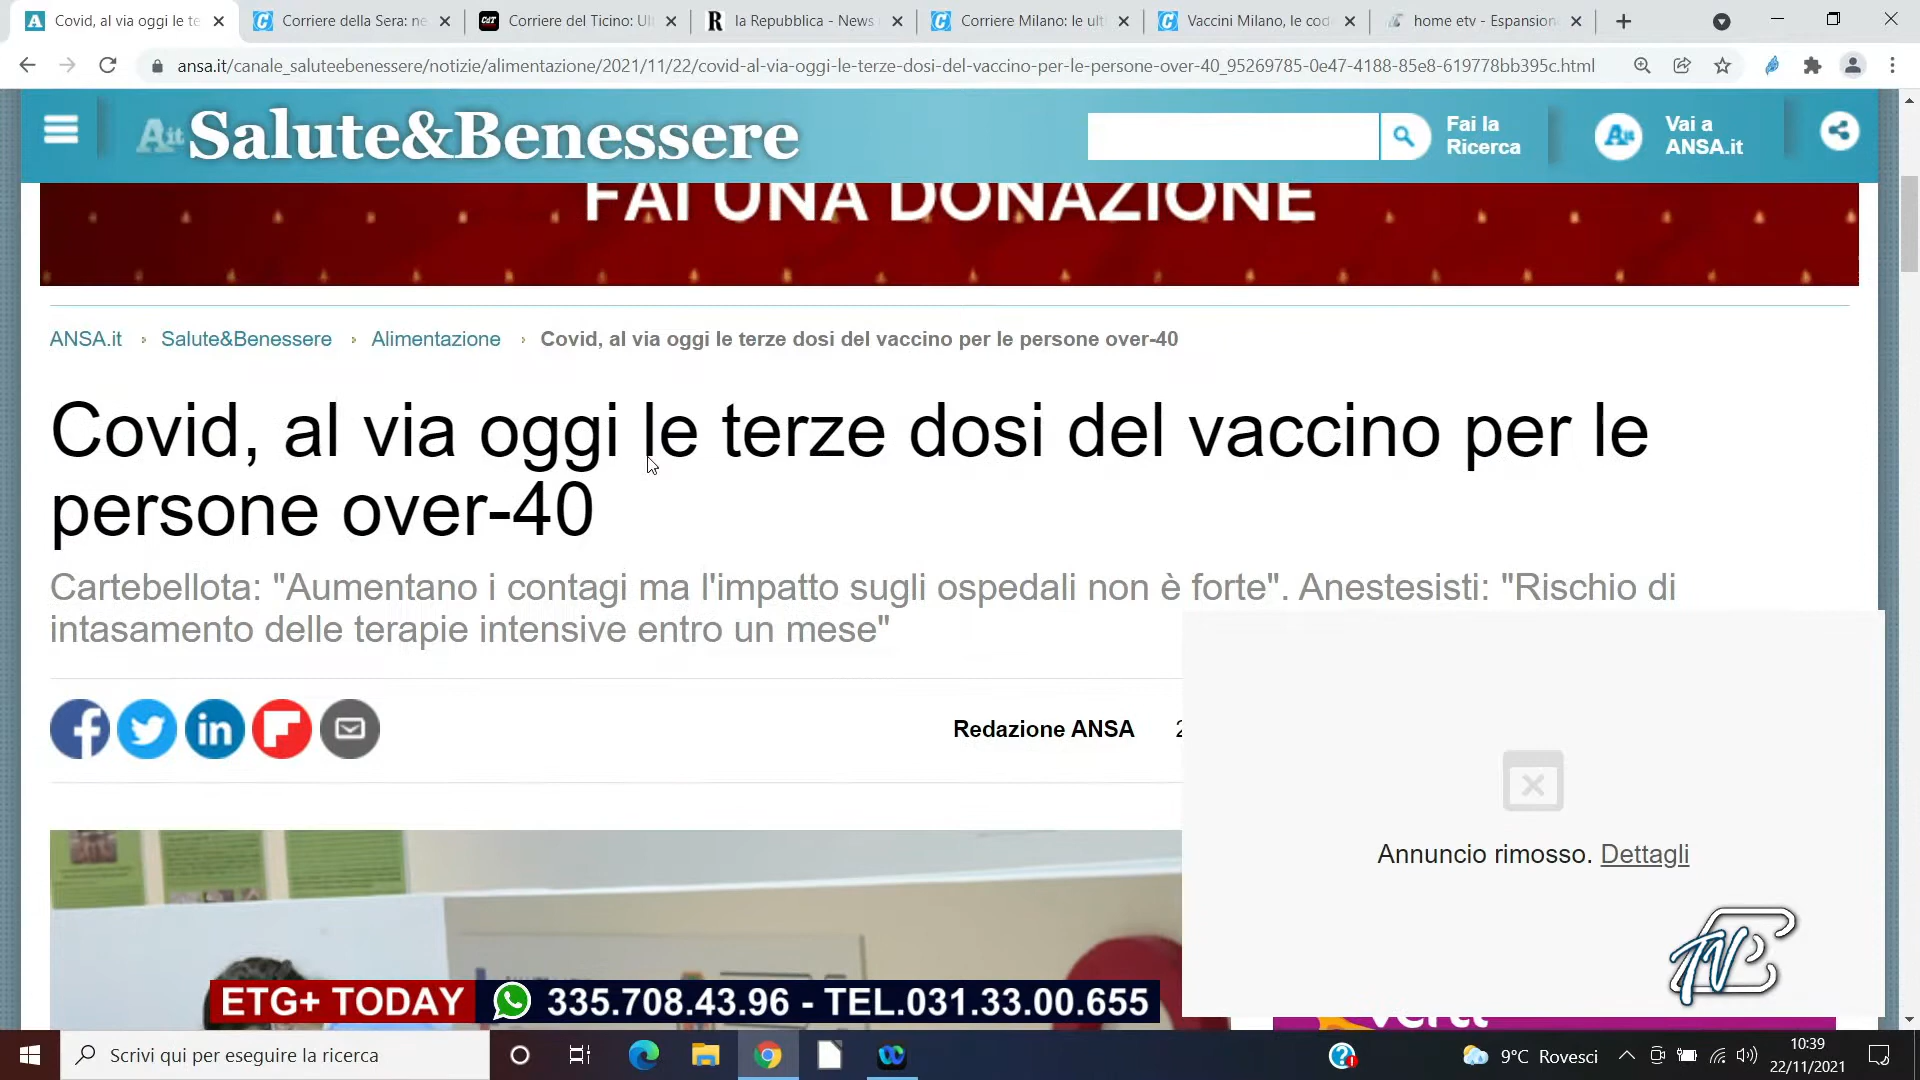 Covid, al via oggi le te
Corriere della Sera: ne
Corriere del Ticino: Ult
la Repubblica - News
Corriere Milano: le ult
Vaccini Milano, le cod
home etv - Espansion
ansa.it/canale_saluteebenessere/notizie/alimentazione/2021/11/22/covid-al-via-oggi-le-terze-dosi-del-vaccino-per-le-persone-over-40_95269785-0e47-4188-85e8-619778bb395c.html
Ait Salute&Benessere
Fai la
Ricerca
Vai a
ANSA.it
FAI UNA DONAZIONE
ANSA.it › Salute&Benessere › Alimentazione › Covid, al via oggi le terze dosi del vaccino per le persone over-40
Covid, al via oggi le terze dosi del vaccino per le
persone over-40
Cartebellota: "Aumentano i contagi ma l'impatto sugli ospedali non è forte". Anestesisti: "Rischio di
intasamento delle terapie intensive entro un mese"
Redazione ANSA
Annuncio rimosso. Dettagli
ETG+ TODAY 335.708.43.96 - TEL.031.33.00.655
Scrivi qui per eseguire la ricerca
9°C Rovesci
10:39
22/11/2021